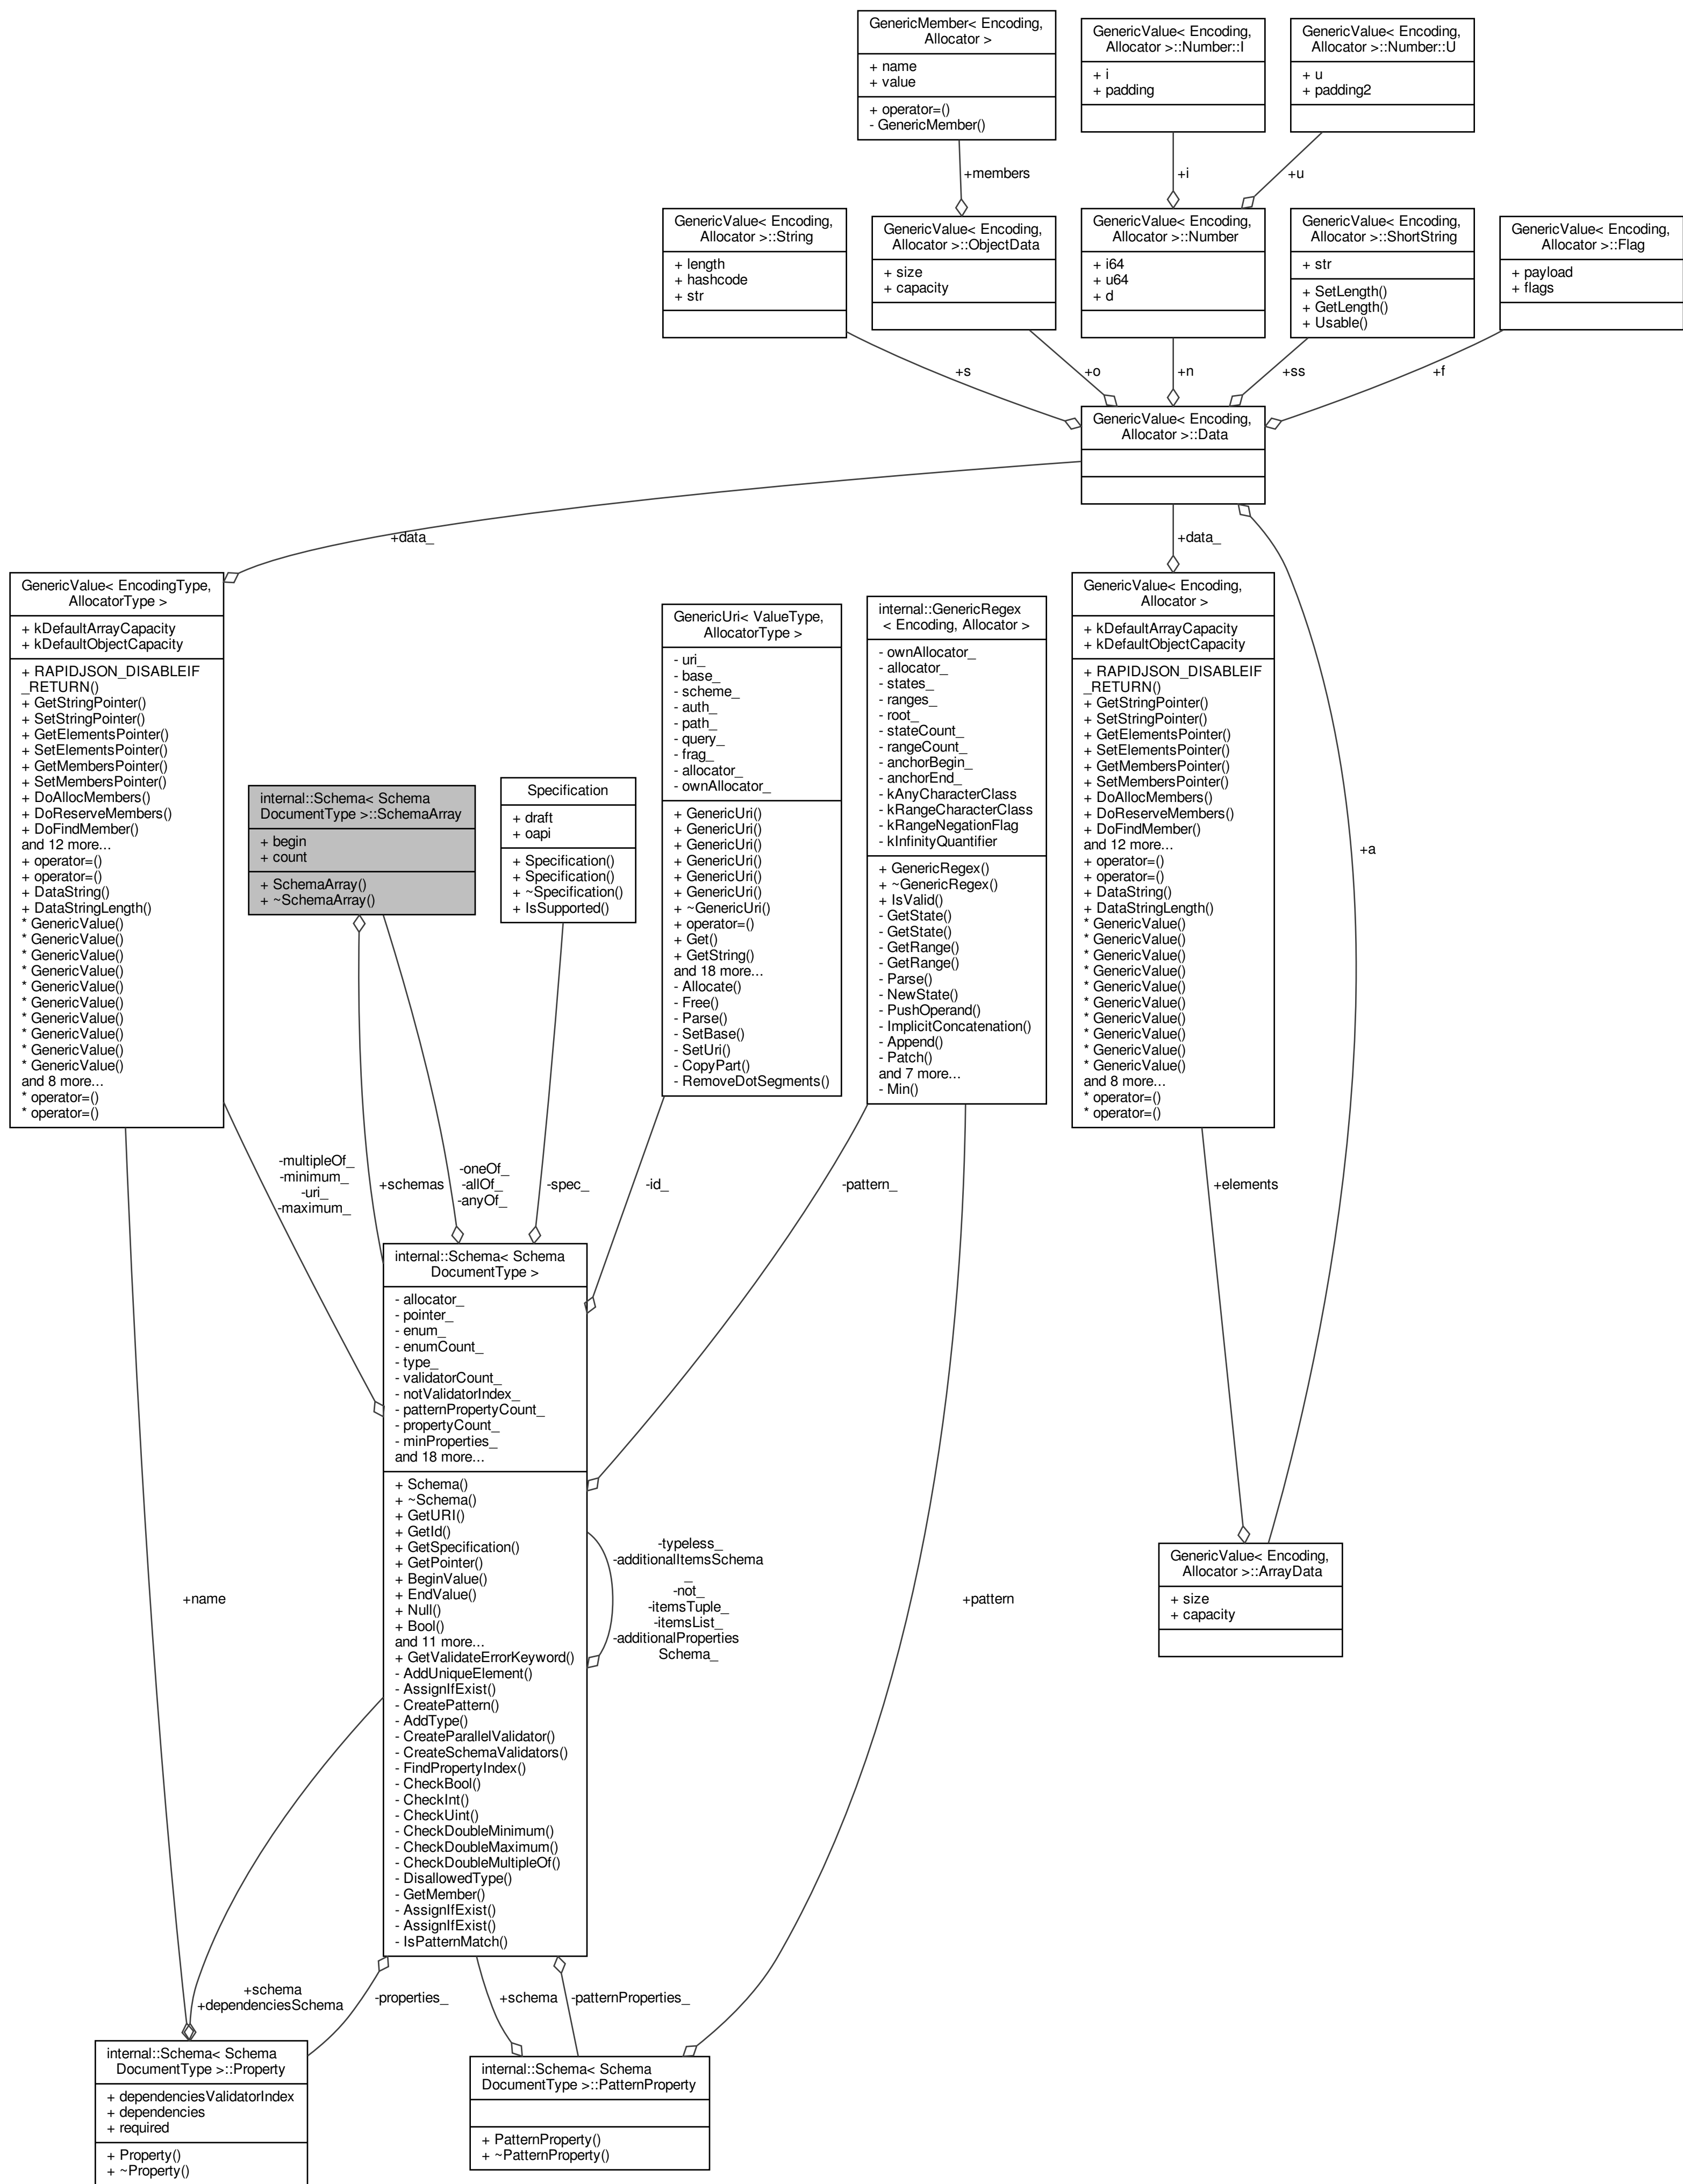 GenericMember< Encoding,
Allocator >
+ name
+ value
+ operator=()
- GenericMember()
GenericValue< Encoding,
Allocator >::Number::I
+ i
+ padding
GenericValue< Encoding,
Allocator >::Number::U
+ u
+ padding2
+members
+i
+u
GenericValue< Encoding,
Allocator >::String
+ length
+ hashcode
+ str
GenericValue< Encoding,
Allocator >::ObjectData
+ size
+ capacity
GenericValue< Encoding,
Allocator >::Number
+ i64
+ u64
+ d
GenericValue< Encoding,
Allocator >::ShortString
+ str
+ SetLength()
+ GetLength()
+ Usable()
GenericValue< Encoding,
Allocator >::Flag
+ payload
+ flags
+s
+o
+n
+ss
+f
GenericValue< Encoding,
Allocator >::Data
+data_
+data_
GenericValue< EncodingType,
AllocatorType >
+ kDefaultArrayCapacity
+ kDefaultObjectCapacity
+ RAPIDJSON_DISABLEIF
_RETURN()
+ GetStringPointer()
+ SetStringPointer()
+ GetElementsPointer()
+ SetElementsPointer()
+ GetMembersPointer()
+ SetMembersPointer()
+ DoAllocMembers()
+ DoReserveMembers()
+ DoFindMember()
and 12 more...
+ operator=()
+ operator=()
+ DataString()
+ DataStringLength()
* GenericValue()
* GenericValue()
* GenericValue()
* GenericValue()
* GenericValue()
* GenericValue()
* GenericValue()
* GenericValue()
* GenericValue()
* GenericValue()
and 8 more...
* operator=()
* operator=()
internal::Schema< Schema
DocumentType >::SchemaArray
+ begin
+ count
+ SchemaArray()
+ ~SchemaArray()
Specification
+ draft
+ oapi
+ Specification()
+ Specification()
+ ~Specification()
+ IsSupported()
GenericUri< ValueType,
AllocatorType >
- uri_
- base_
- scheme_
- auth_
- path_
- query_
- frag_
- allocator_
- ownAllocator_
+ GenericUri()
+ GenericUri()
+ GenericUri()
+ GenericUri()
+ GenericUri()
+ GenericUri()
+ ~GenericUri()
+ operator=()
+ Get()
+ GetString()
and 18 more...
- Allocate()
- Free()
- Parse()
- SetBase()
- SetUri()
- CopyPart()
- RemoveDotSegments()
internal::GenericRegex
< Encoding, Allocator >
- ownAllocator_
- allocator_
- states_
- ranges_
- root_
- stateCount_
- rangeCount_
- anchorBegin_
- anchorEnd_
- kAnyCharacterClass
- kRangeCharacterClass
- kRangeNegationFlag
- kInfinityQuantifier
+ GenericRegex()
+ ~GenericRegex()
+ IsValid()
- GetState()
- GetState()
- GetRange()
- GetRange()
- Parse()
- NewState()
- PushOperand()
- ImplicitConcatenation()
- Append()
- Patch()
and 7 more...
- Min()
GenericValue< Encoding,
Allocator >
+ kDefaultArrayCapacity
+ kDefaultObjectCapacity
+ RAPIDJSON_DISABLEIF
_RETURN()
+ GetStringPointer()
+ SetStringPointer()
+ GetElementsPointer()
+ SetElementsPointer()
+ GetMembersPointer()
+ SetMembersPointer()
+ DoAllocMembers()
+ DoReserveMembers()
+ DoFindMember()
and 12 more...
+ operator=()
+ operator=()
+ DataString()
+ DataStringLength()
* GenericValue()
* GenericValue()
* GenericValue()
* GenericValue()
* GenericValue()
* GenericValue()
* GenericValue()
* GenericValue()
* GenericValue()
* GenericValue()
and 8 more...
* operator=()
* operator=()
+a
-multipleOf_
-minimum_
-uri_
-maximum_
+schemas
-oneOf_
-allOf_
-anyOf_
-spec_
-id_
-pattern_
+elements
internal::Schema< Schema
DocumentType >
- allocator_
- pointer_
- enum_
- enumCount_
- type_
- validatorCount_
- notValidatorIndex_
- patternPropertyCount_
- propertyCount_
- minProperties_
and 18 more...
+ Schema()
+ ~Schema()
+ GetURI()
+ GetId()
+ GetSpecification()
+ GetPointer()
+ BeginValue()
+ EndValue()
+ Null()
+ Bool()
and 11 more...
+ GetValidateErrorKeyword()
- AddUniqueElement()
- AssignIfExist()
- CreatePattern()
- AddType()
- CreateParallelValidator()
- CreateSchemaValidators()
- FindPropertyIndex()
- CheckBool()
- CheckInt()
- CheckUint()
- CheckDoubleMinimum()
- CheckDoubleMaximum()
- CheckDoubleMultipleOf()
- DisallowedType()
- GetMember()
- AssignIfExist()
- AssignIfExist()
- IsPatternMatch()
-typeless_
-additionalItemsSchema
_
-not_
-itemsTuple_
-itemsList_
-additionalProperties
Schema_
+name
+pattern
GenericValue< Encoding,
Allocator >::ArrayData
+ size
+ capacity
+schema
+dependenciesSchema
-properties_
+schema
-patternProperties_
internal::Schema< Schema
DocumentType >::Property
+ dependenciesValidatorIndex
+ dependencies
+ required
+ Property()
+ ~Property()
internal::Schema< Schema
DocumentType >::PatternProperty
+ PatternProperty()
+ ~PatternProperty()